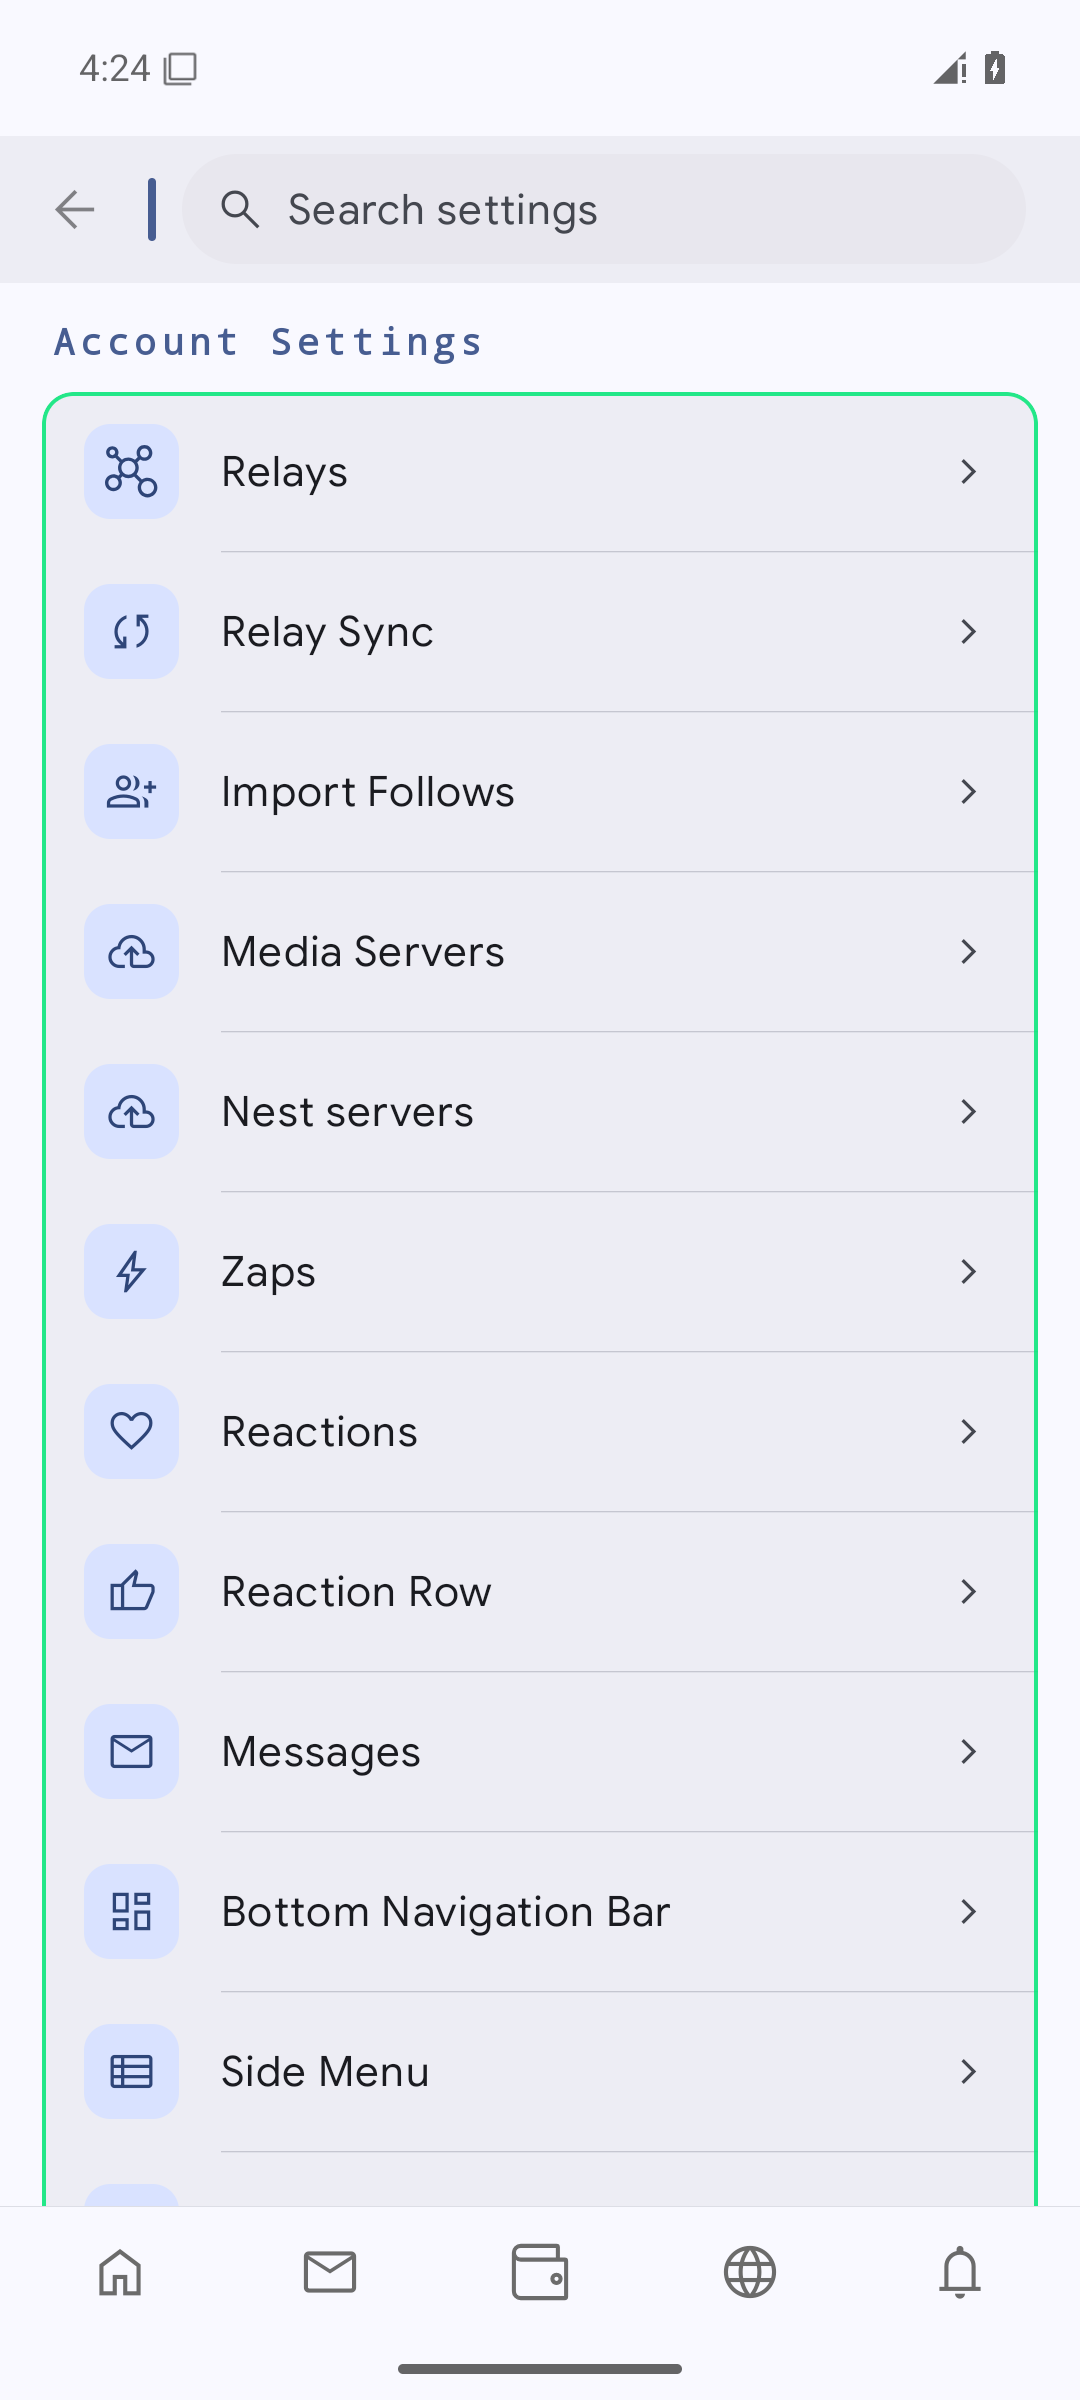 4:24
Search settings
Account Settings
Relays
Relay Sync
Import Follows
Media Servers
Nest servers
Zaps
Reactions
Reaction Row
Messages
Bottom Navigation Bar
Side Menu